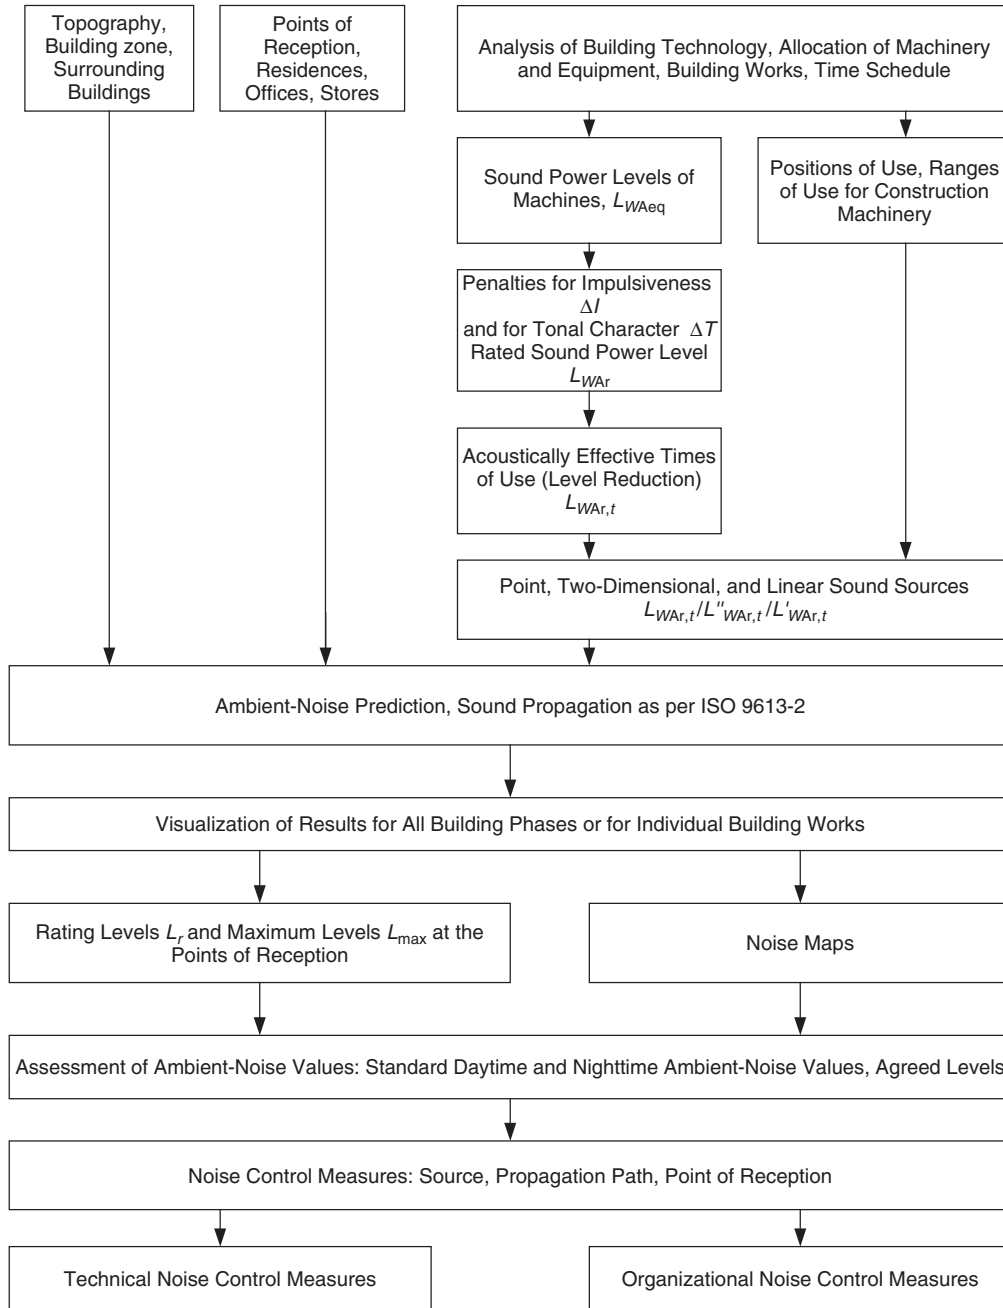 Topography,
Building zone,
Surrounding
Buildings
Points of
Reception,
Residences,
Offices, Stores
Analysis of Building Technology, Allocation of Machinery
and Equipment, Building Works, Time Schedule
Sound Power Levels of
Machines, L_WAeq
Positions of Use, Ranges
of Use for Construction
Machinery
Penalties for Impulsiveness
ΔI
and for Tonal Character ΔT
Rated Sound Power Level
L_WAr
Acoustically Effective Times
of Use (Level Reduction)
L_WAr,t
Point, Two-Dimensional, and Linear Sound Sources
L_WAr,t/L"_WAr,t/L'_WAr,t
Ambient-Noise Prediction, Sound Propagation as per ISO 9613-2
Visualization of Results for All Building Phases or for Individual Building Works
Rating Levels L_r and Maximum Levels L_max at the
Points of Reception
Noise Maps
Assessment of Ambient-Noise Values: Standard Daytime and Nighttime Ambient-Noise Values, Agreed Levels
Noise Control Measures: Source, Propagation Path, Point of Reception
Technical Noise Control Measures
Organizational Noise Control Measures